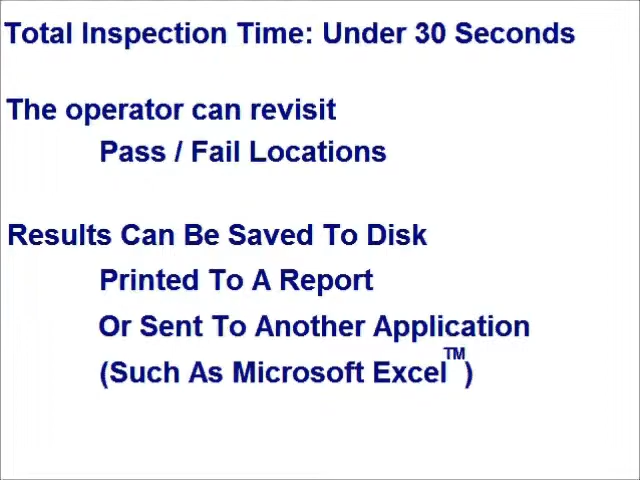 Total Inspection Time: Under 30 Seconds
The operator can revisit
Pass / Fail Locations
Results Can Be Saved To Disk
Printed To A Report
Or Sent To Another Application
(Such As Microsoft Excel™)